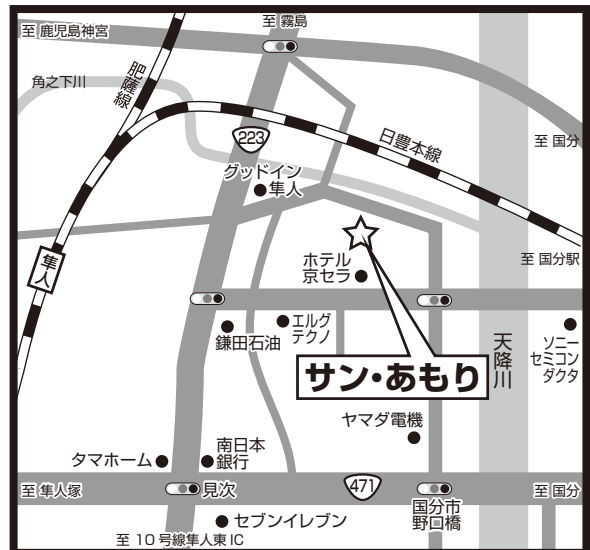 至 霧島
至 鹿児島神宮
角之下川
肥薩線
223
日豊本線
至 国分
グッドイン
隼人
隼人
ホテル
京セラ
至 国分駅
鎌田石油
エルグ
テクノ
天降川
ソニー
セミコン
ダクタ
サン・あもり
ヤマダ電機
タマホーム
南日本
銀行
至 隼人塚
見次
471
国分市
野口橋
至 国分
セブンイレブン
至 10 号線隼人東 IC